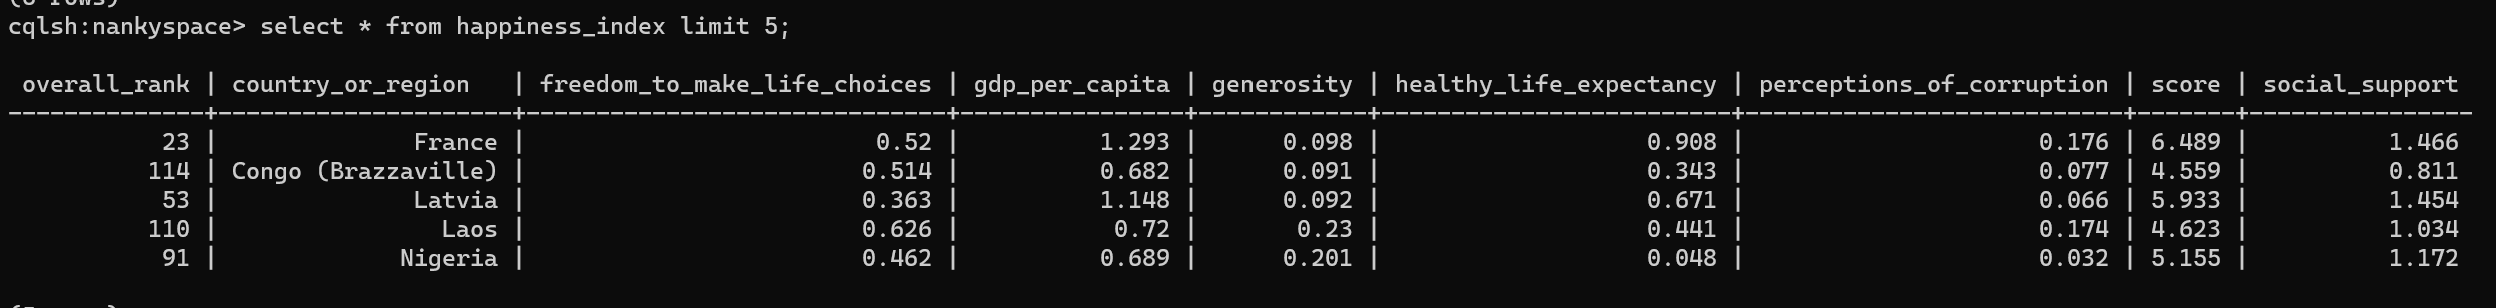 cqlsh:nankyspace> select * from happiness_index limit 5;
overall_rank | country_or_region | freedom_to_make_life_choices | gdp_per_capita | generosity | healthy_life_expectancy | perceptions_of_corruption | score | social_support
23 | France | 0.52 | 1.293 | 0.098 | 0.908 | 0.176 | 6.489 | 1.466
114 | Congo (Brazzaville) | 0.514 | 0.682 | 0.091 | 0.343 | 0.077 | 4.559 | 0.811
53 | Latvia | 0.363 | 1.148 | 0.092 | 0.671 | 0.066 | 5.933 | 1.454
110 | Laos | 0.626 | 0.72 | 0.23 | 0.441 | 0.174 | 4.623 | 1.034
91 | Nigeria | 0.462 | 0.689 | 0.201 | 0.048 | 0.032 | 5.155 | 1.172